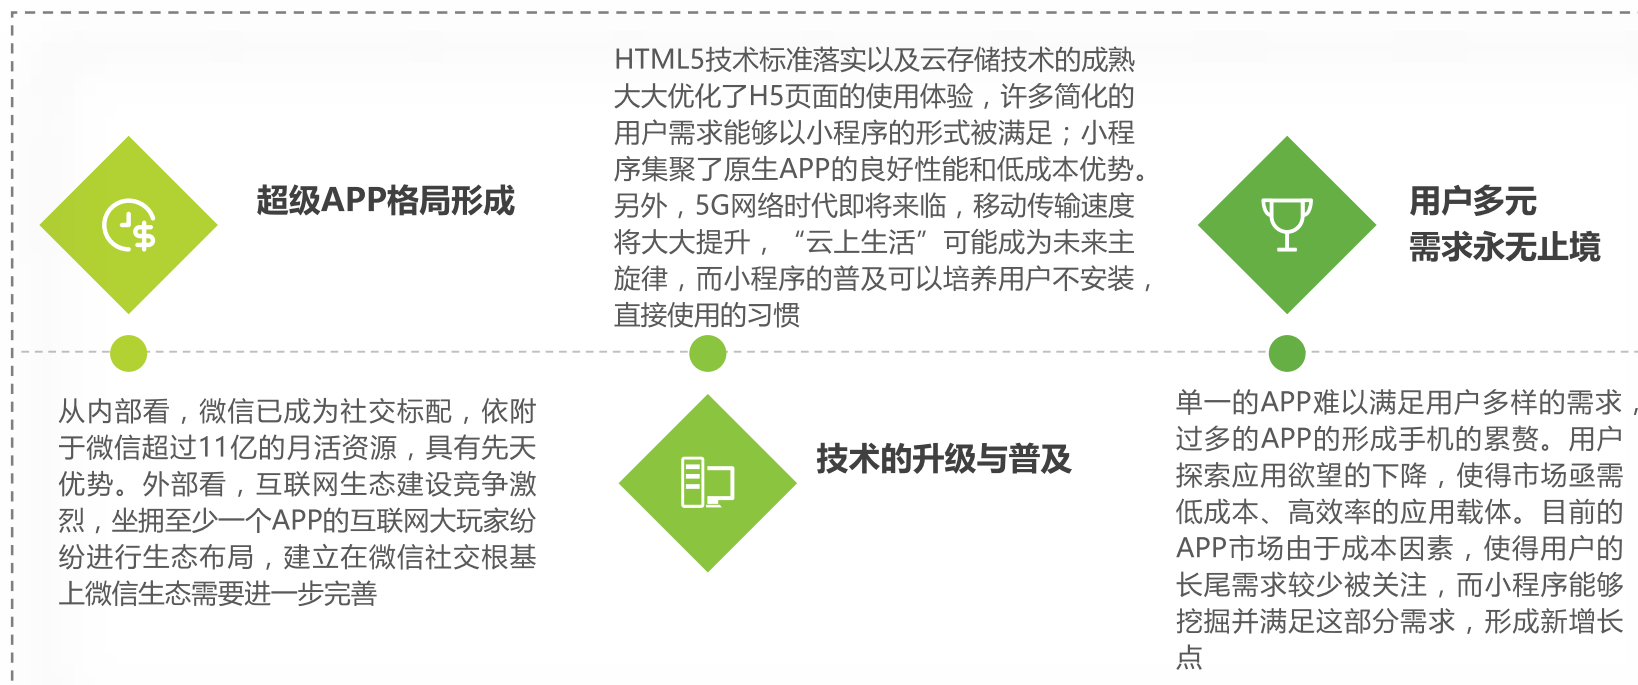 超级APP格局形成
从内部看，微信已成为社交标配，依附
于微信超过11亿的月活资源，具有先天
优势。外部看，互联网生态建设竞争激
烈，坐拥至少一个APP的互联网大玩家纷
纷进行生态布局，建立在微信社交根基
上微信生态需要进一步完善
HTML5技术标准落实以及云存储技术的成熟
大大优化了H5页面的使用体验，许多简化的
用户需求能够以小程序的形式被满足；小程
序集聚了原生APP的良好性能和低成本优势。
另外，5G网络时代即将来临，移动传输速度
将大大提升，“云上生活”可能成为未来主
旋律，而小程序的普及可以培养用户不安装，
直接使用的习惯
技术的升级与普及
用户多元
需求永无止境
单一的APP难以满足用户多样的需求，
过多的APP的形成手机的累赘。用户
探索应用欲望的下降，使得市场亟需
低成本、高效率的应用载体。目前的
APP市场由于成本因素，使得用户的
长尾需求较少被关注，而小程序能够
挖掘并满足这部分需求，形成新增长
点